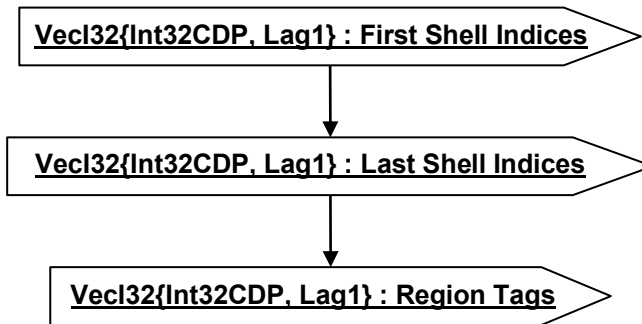 VecI32{Int32CDP, Lag1} : First Shell Indices
VecI32{Int32CDP, Lag1} : Last Shell Indices
VecI32{Int32CDP, Lag1} : Region Tags